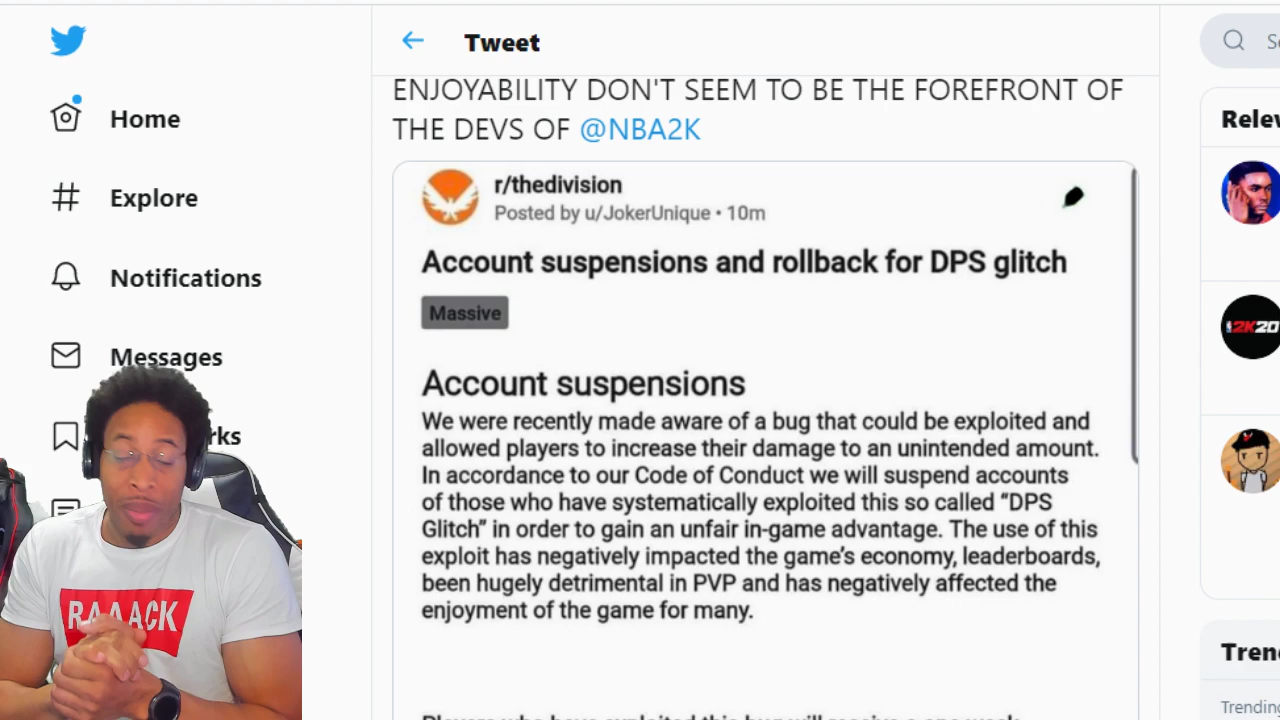 Tweet
Home
Explore
Notifications
Messages
ENJOYABILITY DON'T SEEM TO BE THE FOREFRONT OF
THE DEVS OF @NBA2K
r/thedivision
Posted by u/JokerUnique • 10m
Account suspensions and rollback for DPS glitch
Massive
Account suspensions
We were recently made aware of a bug that could be exploited and
allowed players to increase their damage to an unintended amount.
In accordance to our Code of Conduct we will suspend accounts
of those who have systematically exploited this so called “DPS
Glitch” in order to gain an unfair in-game advantage. The use of this
exploit has negatively impacted the game’s economy, leaderboards,
been hugely detrimental in PVP and has negatively affected the
enjoyment of the game for many.
RAAACK
2K20
Trending